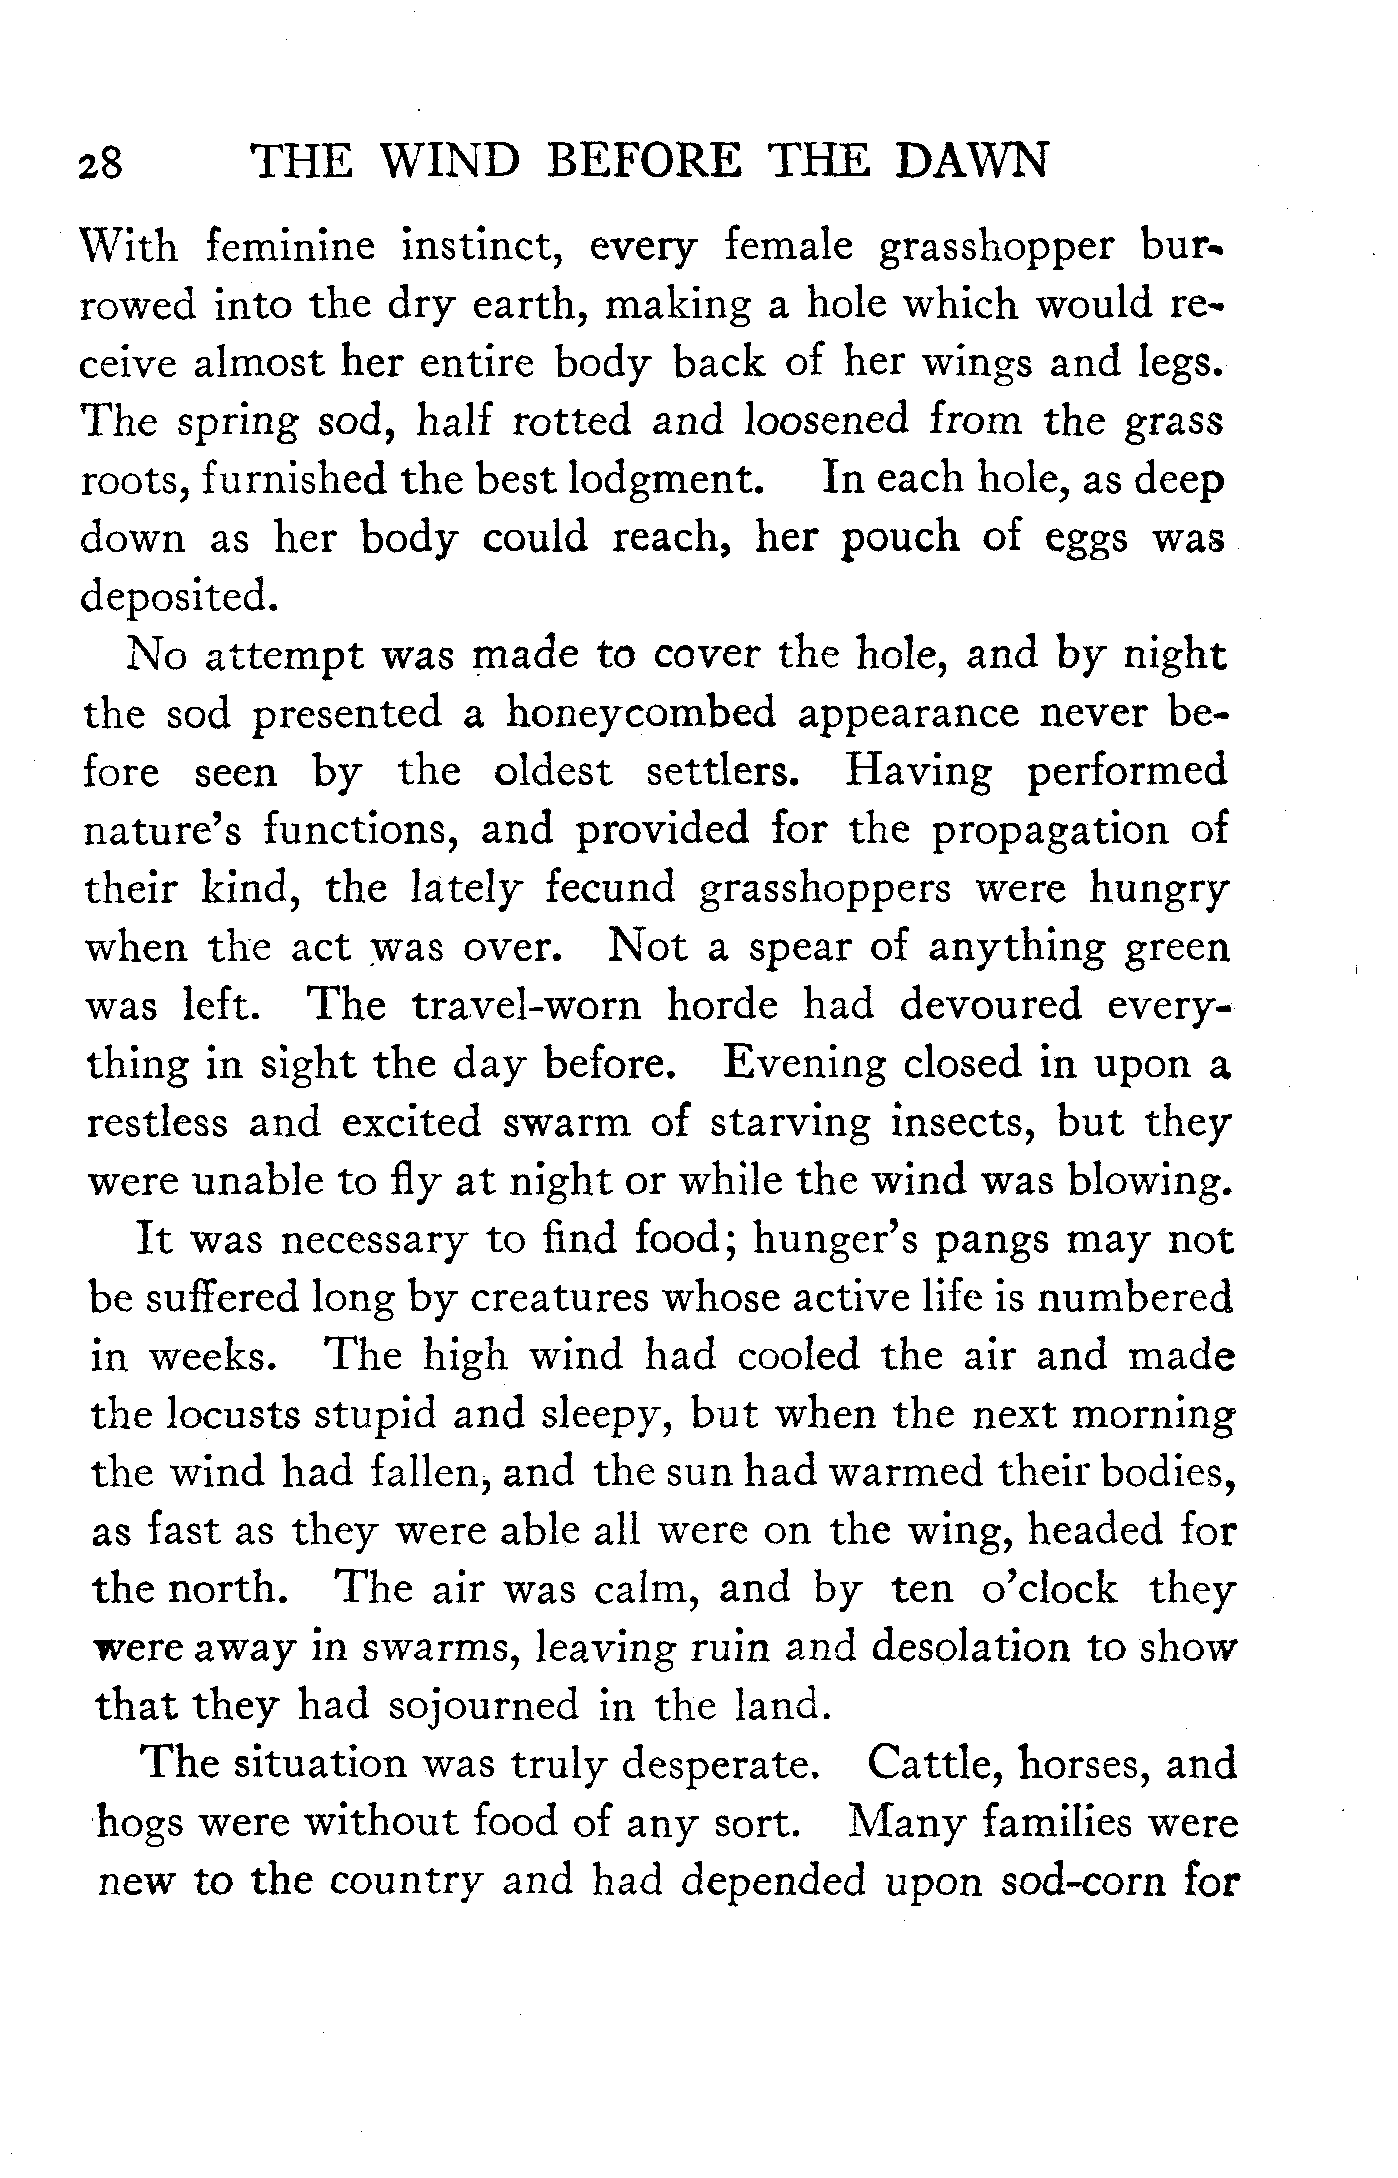 28 THE WIND BEFORE THE DAWN
With feminine instinct, every female grasshopper bur-
rowed into the dry earth, making a hole which would re-
ceive almost her entire body back of her wings and legs.
The spring sod, half rotted and loosened from the grass
roots, furnished the best lodgment. In each hole, as deep
down as her body could reach, her pouch of eggs was
deposited.
No attempt was made to cover the hole, and by night
the sod presented a honeycombed appearance never be-
fore seen by the oldest settlers. Having performed
nature's functions, and provided for the propagation of
their kind, the lately fecund grasshoppers were hungry
when the act was over. Not a spear of anything green
was left. The travel-worn horde had devoured every-
thing in sight the day before. Evening closed in upon a
restless and excited swarm of starving insects, but they
were unable to fly at night or while the wind was blowing.
It was necessary to find food; hunger's pangs may not
be suffered long by creatures whose active life is numbered
in weeks. The high wind had cooled the air and made
the locusts stupid and sleepy, but when the next morning
the wind had fallen, and the sun had warmed their bodies,
as fast as they were able all were on the wing, headed for
the north. The air was calm, and by ten o'clock they
were away in swarms, leaving ruin and desolation to show
that they had sojourned in the land.
The situation was truly desperate. Cattle, horses, and
hogs were without food of any sort. Many families were
new to the country and had depended upon sod-corn for